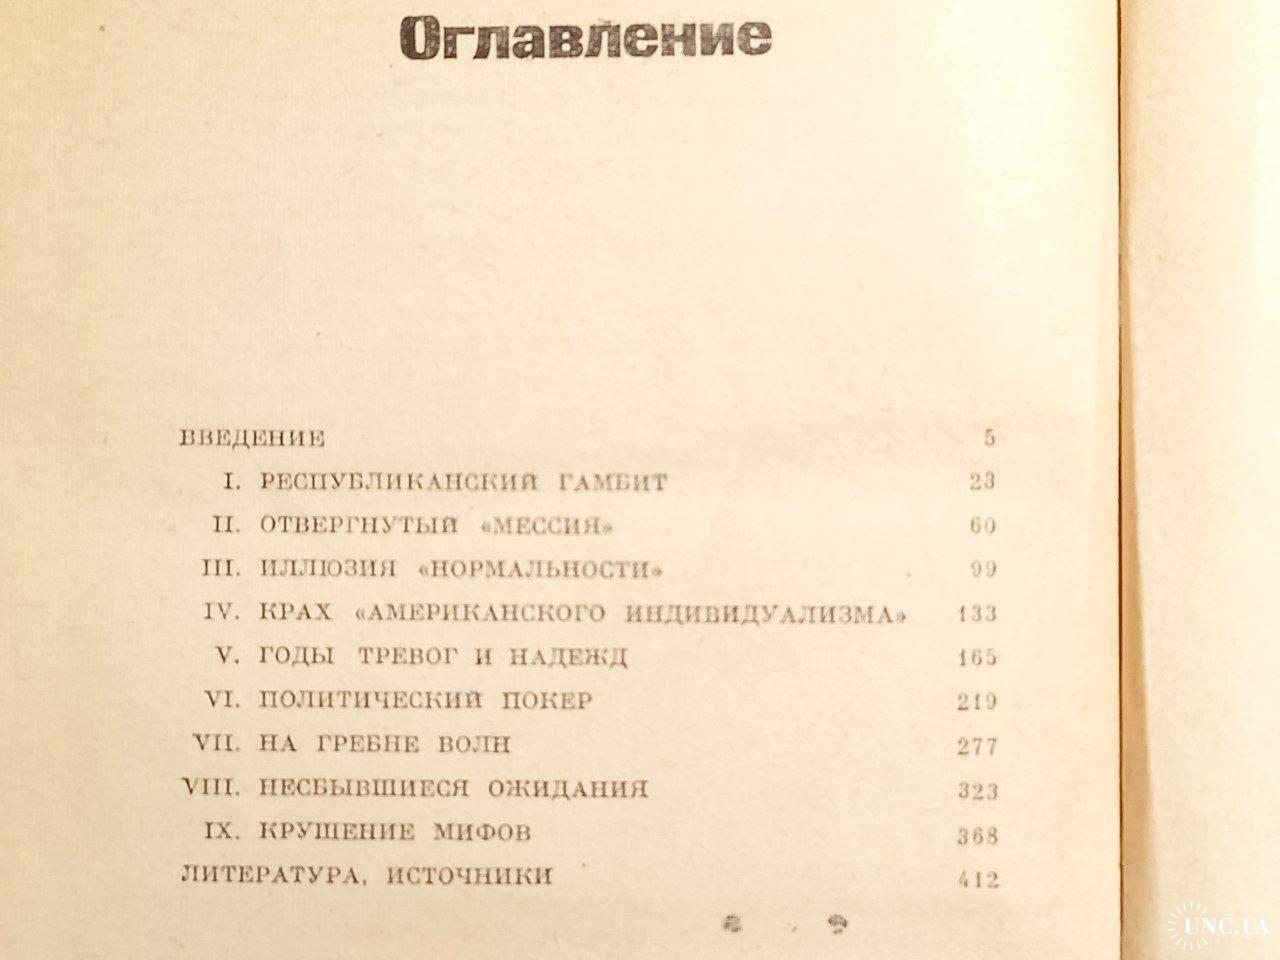 Оглавление
ВВЕДЕНИЕ 5
I. РЕСПУБЛИКАНСКИЙ ГАМБИТ 23
II. ОТВЕРГНУТЫЙ «МЕССИЯ» 60
III. ИЛЛЮЗИЯ «НОРМАЛЬНОСТИ» 99
IV. КРАХ «АМЕРИКАНСКОГО ИНДИВИДУАЛИЗМА» 133
V. ГОДЫ ТРЕВОГ И НАДЕЖД 165
VI. ПОЛИТИЧЕСКИЙ ПОКЕР 219
VII. НА ГРЕБНЕ ВОЛН 277
VIII. НЕСБЫВШИЕСЯ ОЖИДАНИЯ 323
IX. КРУШЕНИЕ МИФОВ 368
ЛИТЕРАТУРА, ИСТОЧНИКИ 412
UNC.UA